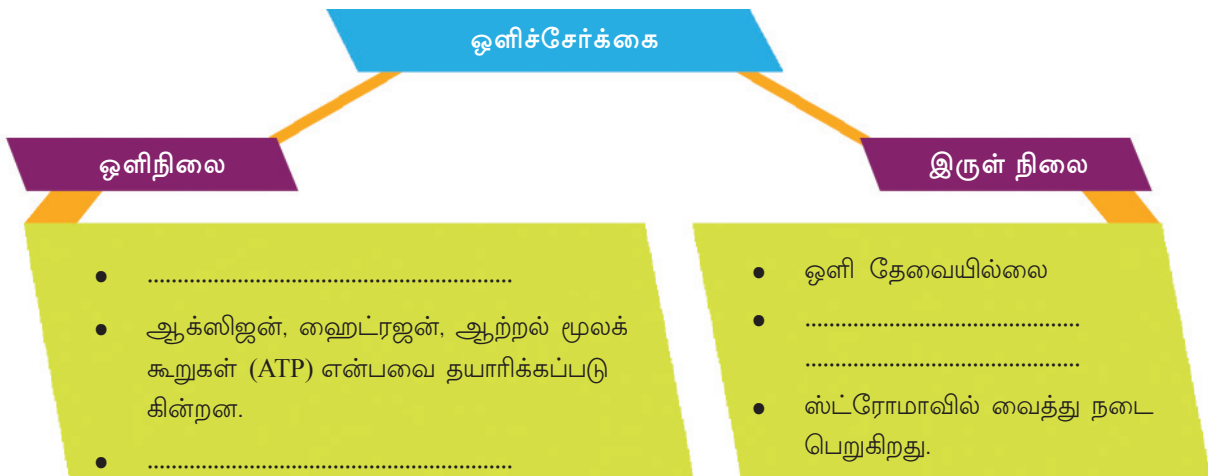 ஒளிச்சேர்க்கை
ஒளிநிலை
இருள் நிலை
● ............................................................
● ஆக்ஸிஜன், ஹைட்ரஜன், ஆற்றல் மூலக்
கூறுகள் (ATP) என்பவை தயாரிக்கப்படு
கின்றன.
● ............................................................
● ஒளி தேவையில்லை
● .............................................
.............................................
● ஸ்ட்ரோமாவில் வைத்து நடை
பெறுகிறது.